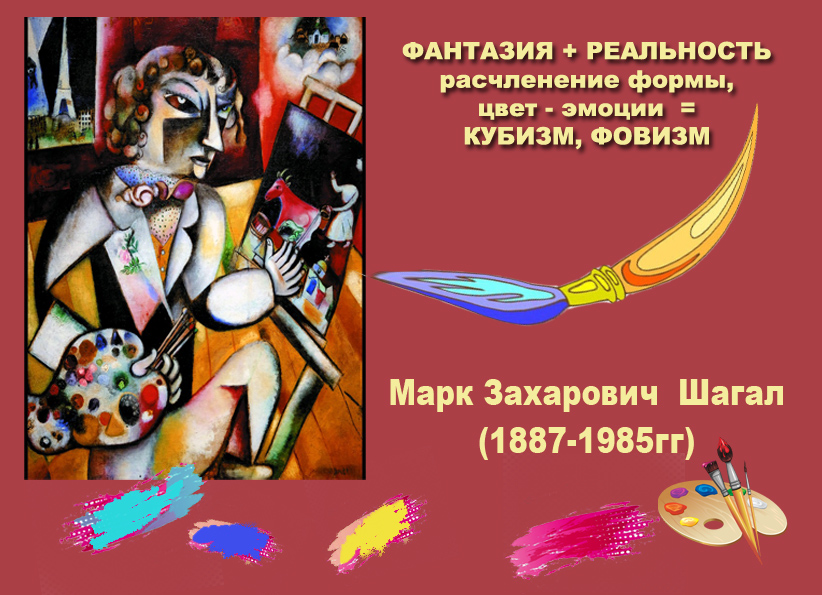 ФАНТАЗИЯ + РЕАЛЬНОСТЬ
расчленение формы,
цвет - эмоции =
КУБИЗМ, ФОВИЗМ
Марк Захарович Шагал
(1887-1985гг)